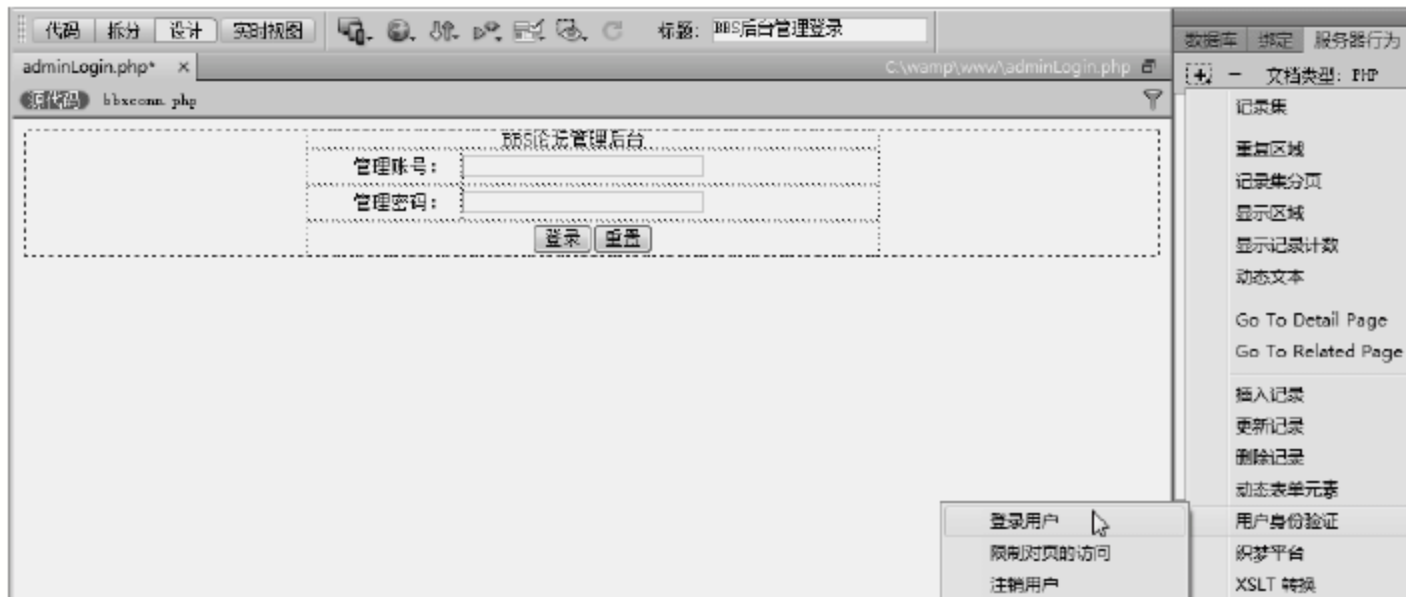 代码 拆分 设计 实时视图 标题: BBS后台管理登录
数据库 绑定 服务器行为
adminLogin.php* × C:\wamp\www\adminLogin.php
+ − 文档类型: PHP
源代码 bbxconn.php
记录集
BBS论坛管理后台
管理账号:
重复区域
记录集分页
管理密码:
显示区域
登录 重置
显示记录计数
动态文本
Go To Detail Page
Go To Related Page
插入记录
更新记录
删除记录
动态表单元素
登录用户
用户身份验证
限制对页的访问
织梦平台
注销用户
XSLT 转换